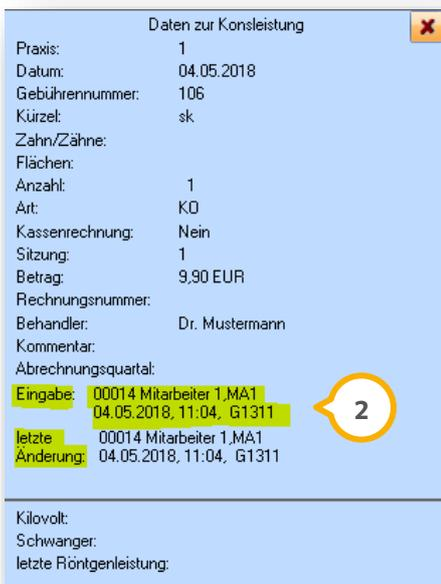 Daten zur Konsleistung
Praxis: 1
Datum: 04.05.2018
Gebührennummer: 106
Kürzel: sk
Zahn/Zähne:
Flächen:
Anzahl: 1
Art: KO
Kassenrechnung: Nein
Sitzung: 1
Betrag: 9,90 EUR
Rechnungsnummer:
Behandler: Dr. Mustermann
Kommentar:
Abrechnungsquartal:
Eingabe: 00014 Mitarbeiter 1,MA1
04.05.2018, 11:04, G1311
2
letzte 00014 Mitarbeiter 1,MA1
Änderung: 04.05.2018, 11:04, G1311
Kilovolt:
Schwanger:
letzte Röntgenleistung: